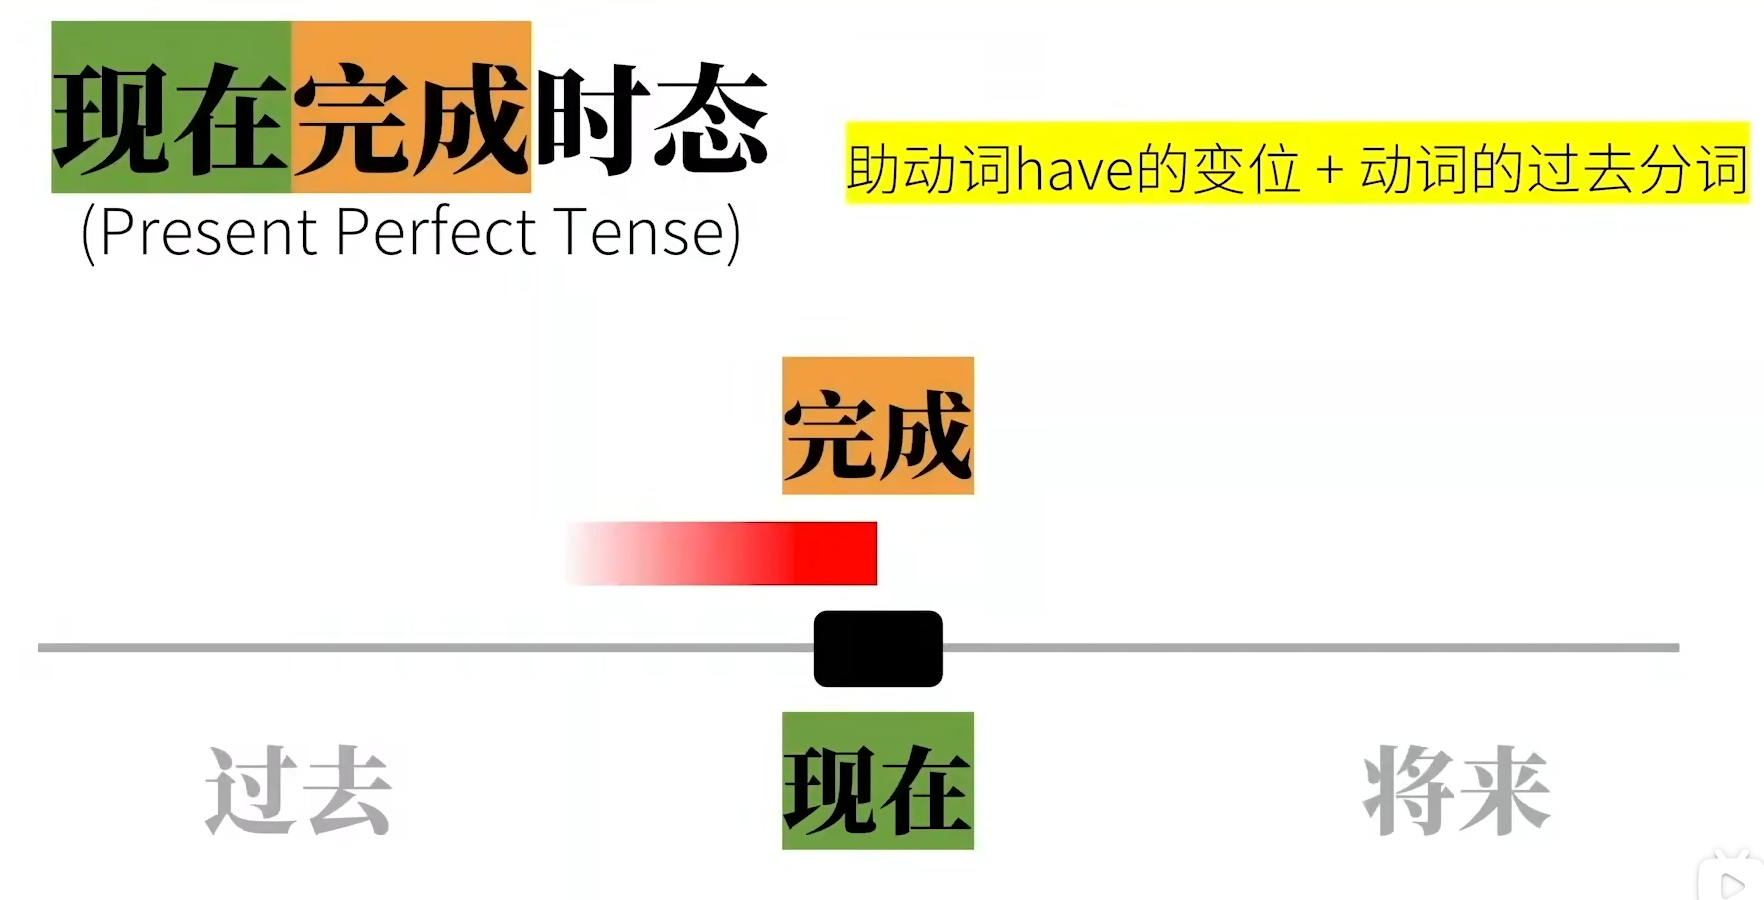 现在完成时态
(Present Perfect Tense)
助动词have的变位 + 动词的过去分词
完成
过去
现在
将来